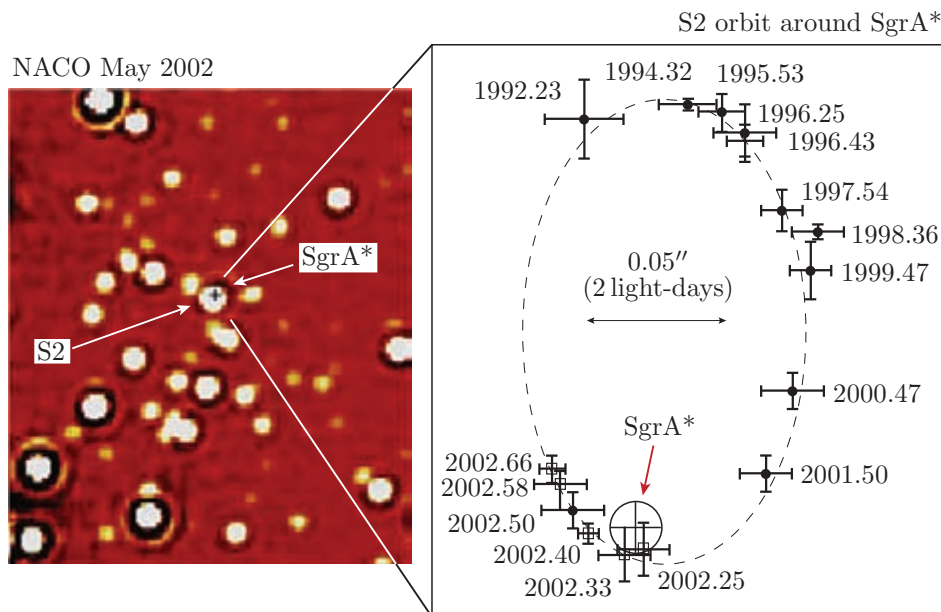 S2 orbit around SgrA*
NACO May 2002
SgrA*
S2
1992.23
1994.32
1995.53
1996.25
1996.43
1997.54
1998.36
1999.47
0.05″
(2 light-days)
2000.47
SgrA*
2001.50
2002.66
2002.58
2002.50
2002.40
2002.33
2002.25